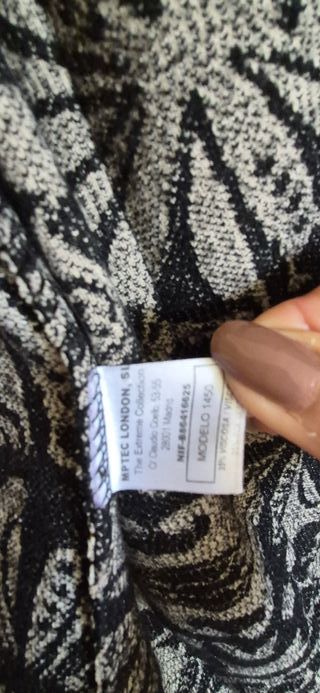 MPTEC LONDON, SL
The Extreme Collection
C/ Claudio Coello, 53-55
28001 Madrid
NIF-B86416625
MODELO 1450